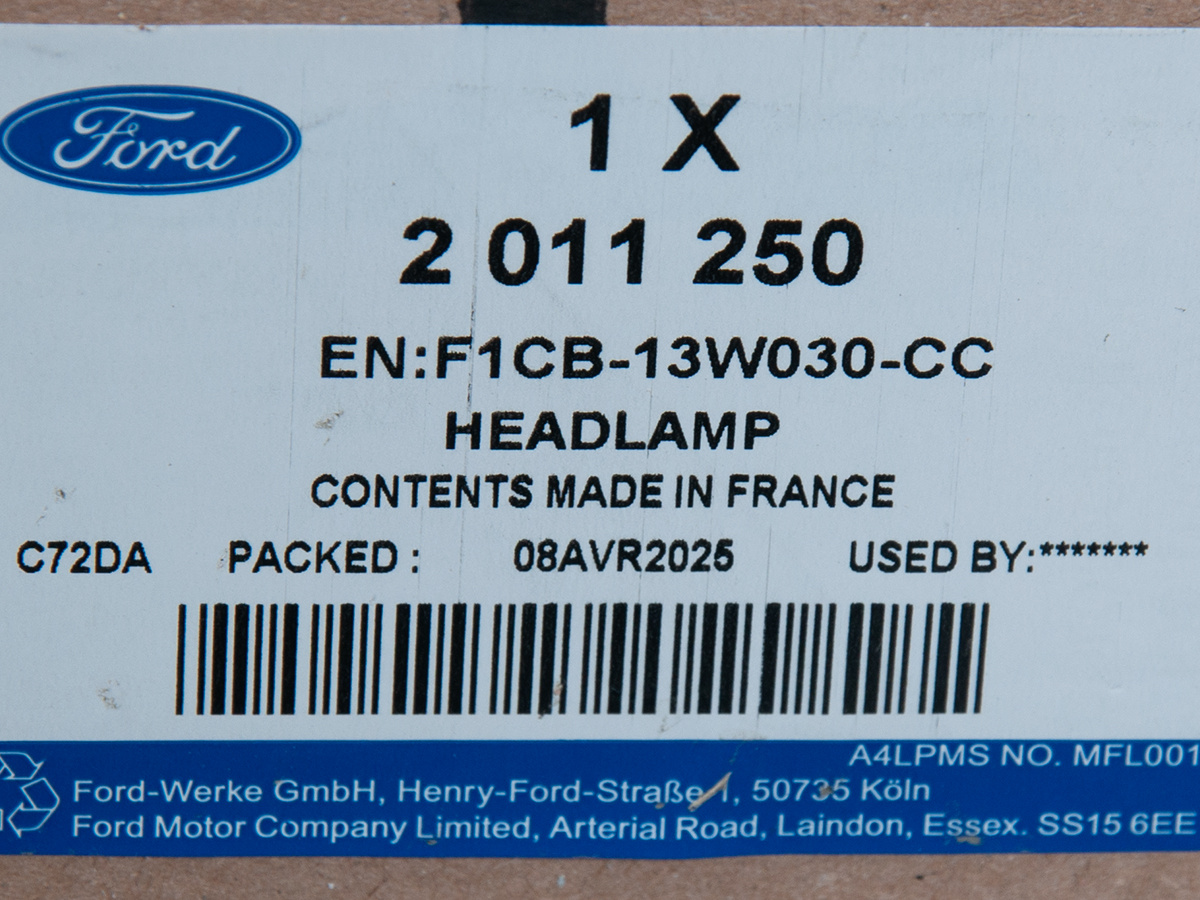 Ford
1 X
2 011 250
EN:F1CB-13W030-CC
HEADLAMP
CONTENTS MADE IN FRANCE
C72DA PACKED : 08AVR2025 USED BY:*******
A4LPMS NO. MFL001
Ford-Werke GmbH, Henry-Ford-Straße 1, 50735 Köln
Ford Motor Company Limited, Arterial Road, Laindon, Essex. SS15 6EE